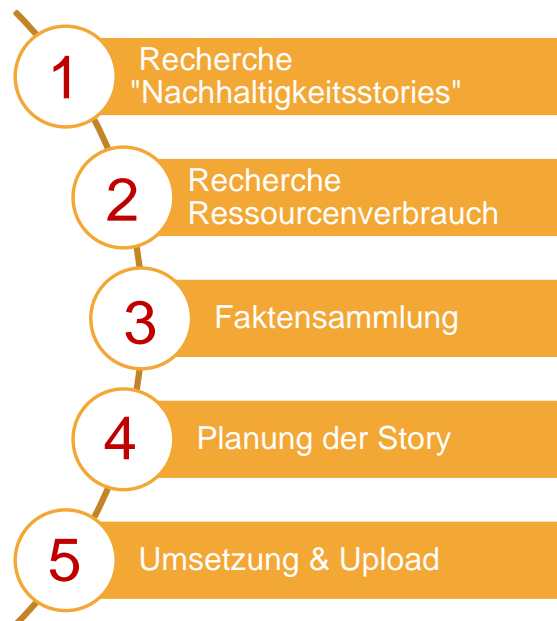 1
Recherche
"Nachhaltigkeitsstories"
2
Recherche
Ressourcenverbrauch
3
Faktensammlung
4
Planung der Story
5
Umsetzung & Upload